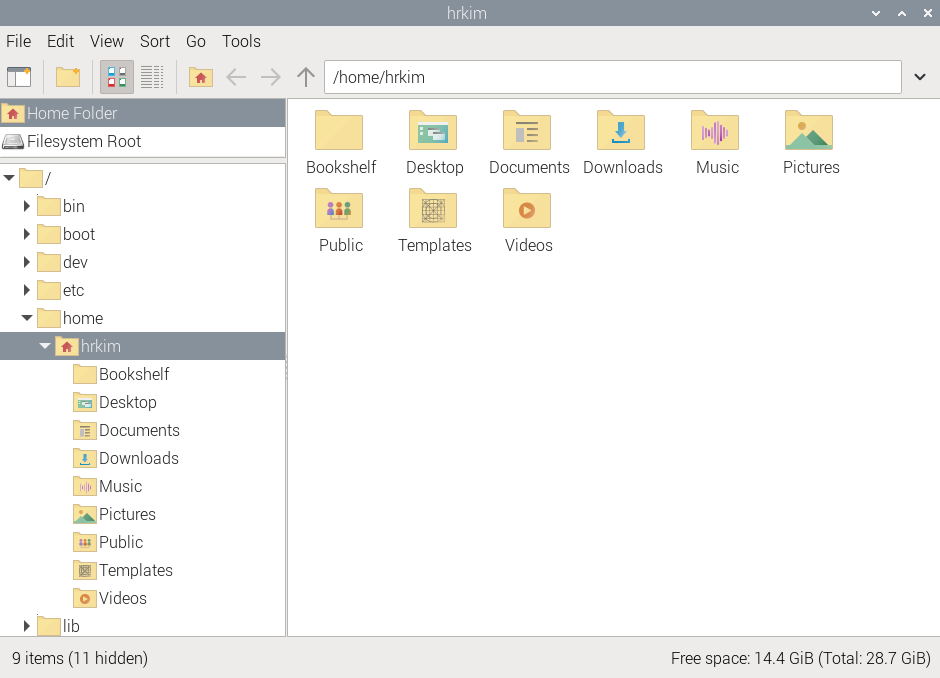 hrkim
File Edit View Sort Go Tools
/home/hrkim
Home Folder
Filesystem Root
/
bin
boot
dev
etc
home
hrkim
Bookshelf
Desktop
Documents
Downloads
Music
Pictures
Public
Templates
Videos
lib
Bookshelf Desktop Documents Downloads Music Pictures
Public Templates Videos
9 items (11 hidden) Free space: 14.4 GiB (Total: 28.7 GiB)